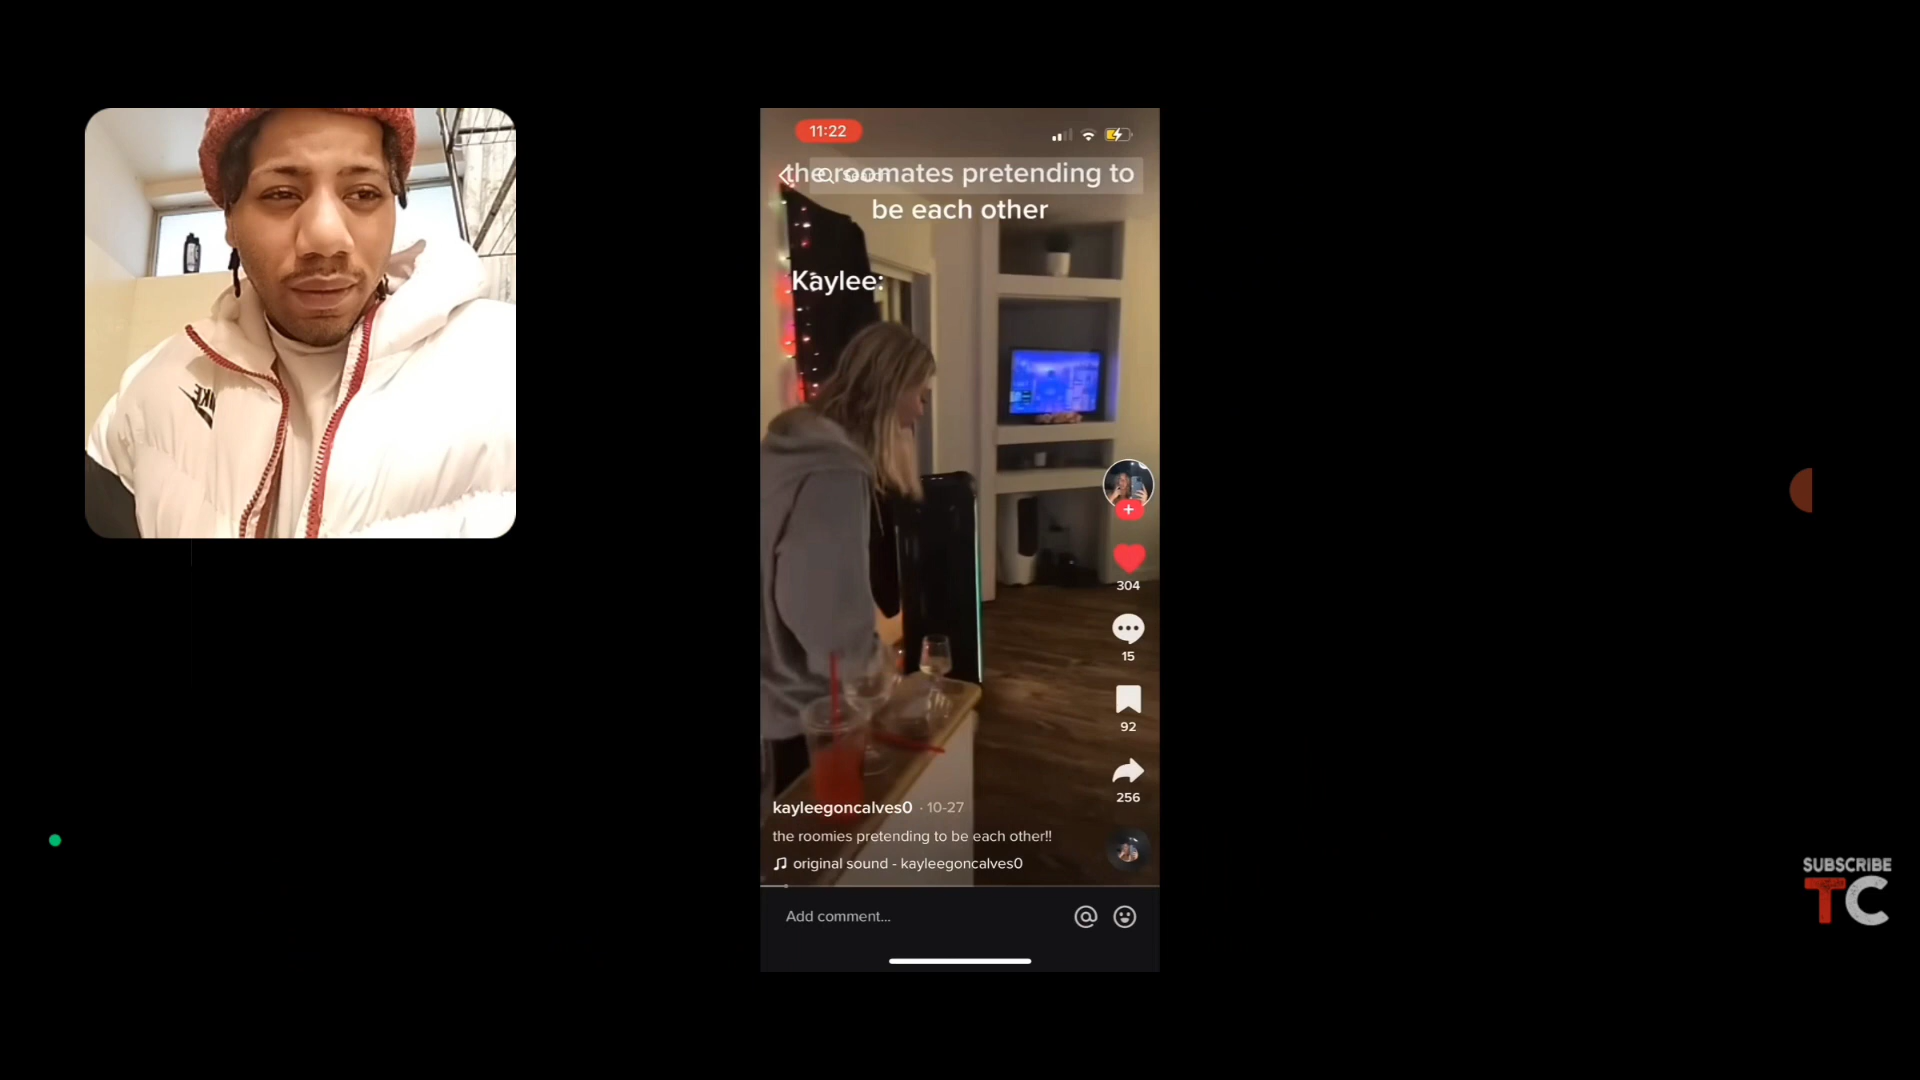 11:22
the roomates pretending to
Search
be each other
Kaylee:
304
15
92
256
kayleegoncalves0 · 10-27
the roomies pretending to be each other!!
original sound - kayleegoncalves0
Add comment...
SUBSCRIBE
TC